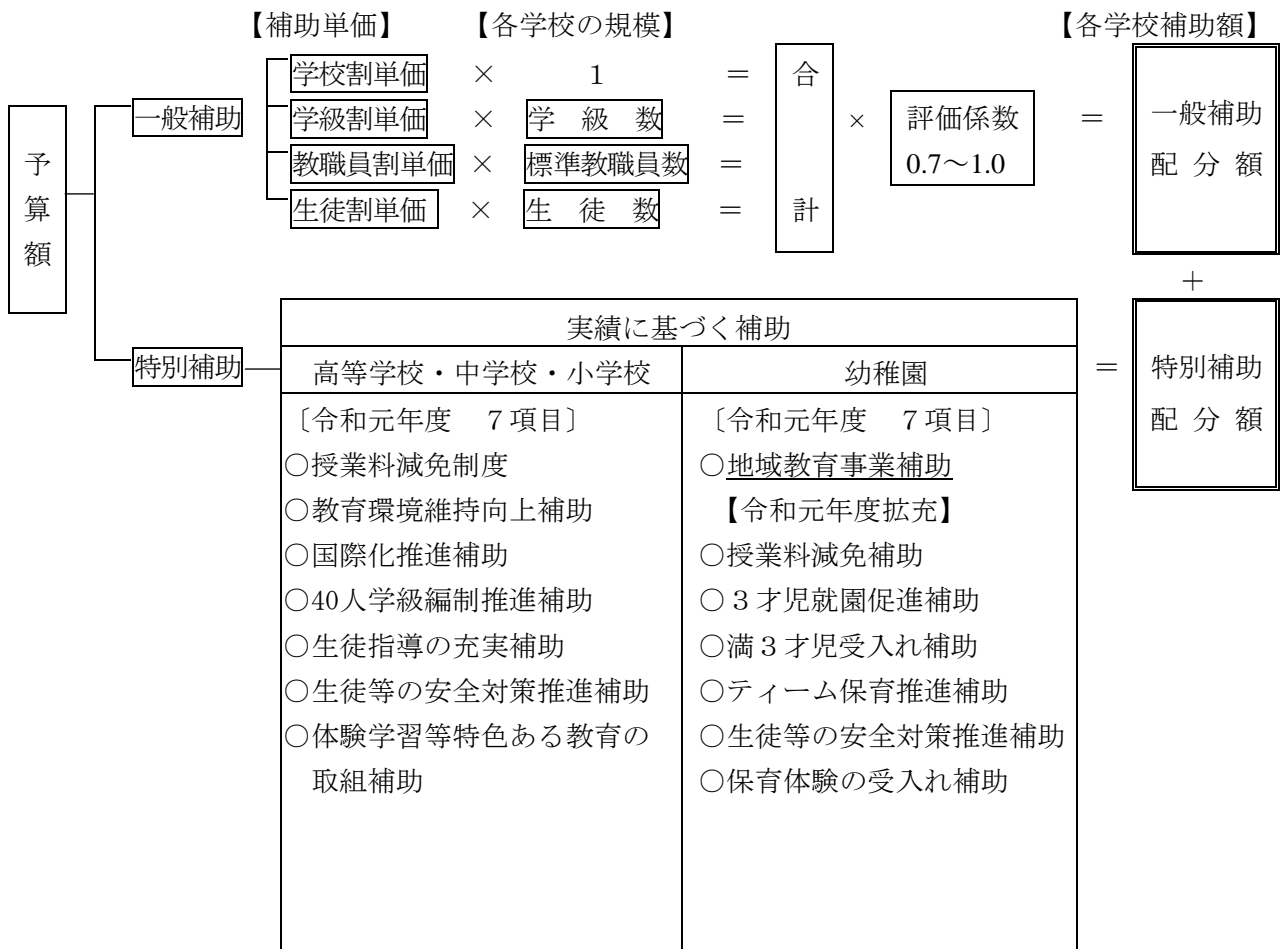 【補助単価】 【各学校の規模】 【各学校補助額】
予算額
一般補助
学校割単価 × 1 =
学級割単価 × 学級数 =
教職員割単価 × 標準教職員数 =
生徒割単価 × 生徒数 =
合計
× 評価係数
0.7～1.0
= 一般補助
配分額
+
特別補助
実績に基づく補助
高等学校・中学校・小学校
〔令和元年度 7項目〕
○授業料減免制度
○教育環境維持向上補助
○国際化推進補助
○40人学級編制推進補助
○生徒指導の充実補助
○生徒等の安全対策推進補助
○体験学習等特色ある教育の
取組補助
幼稚園
〔令和元年度 7項目〕
○地域教育事業補助
【令和元年度拡充】
○授業料減免補助
○3才児就園促進補助
○満3才児受入れ補助
○ティーム保育推進補助
○生徒等の安全対策推進補助
○保育体験の受入れ補助
= 特別補助
配分額